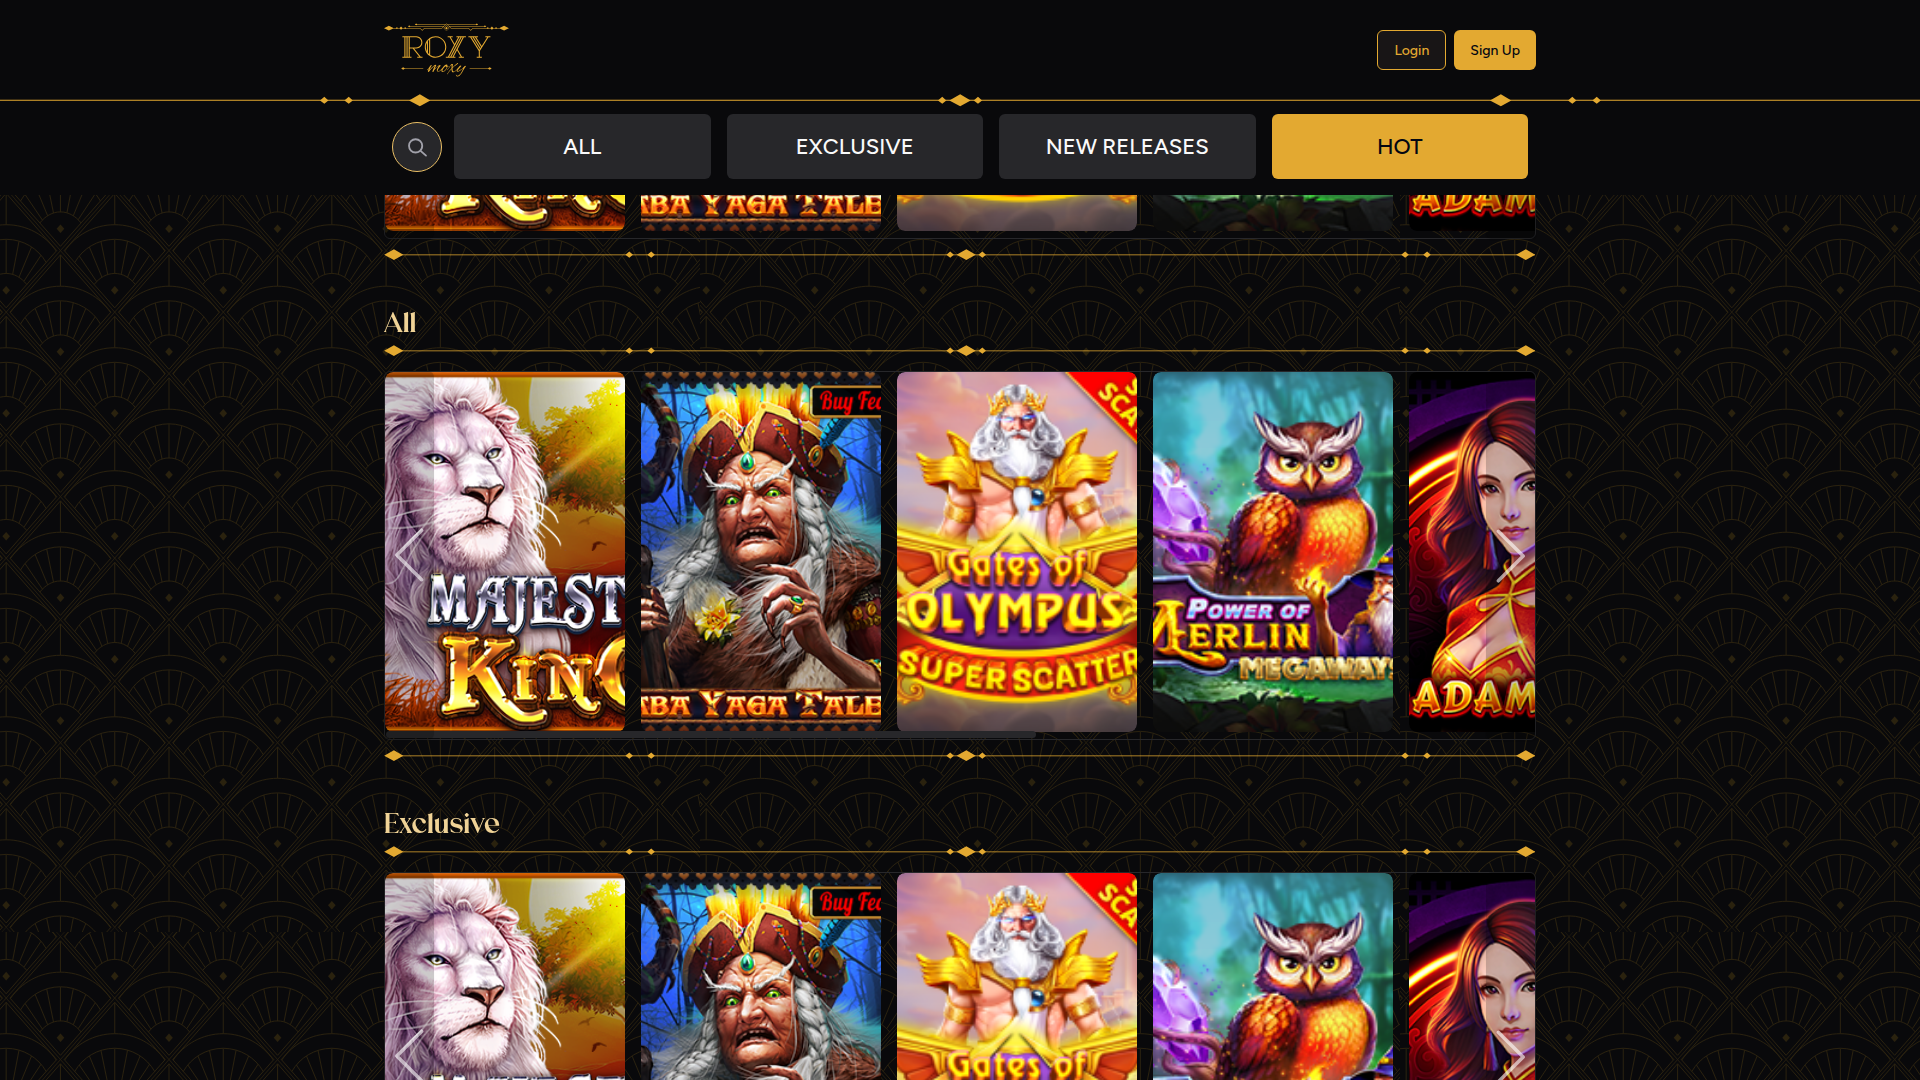 ROXY
moxy
Login
Sign Up
ALL
EXCLUSIVE
NEW RELEASES
HOT
BA YAGA TALE
ADAM
All
MAJEST
KING
Buy Fea
BA YAGA TALE
SCA
Gates of
OLYMPUS
SUPER SCATTER
POWER OF
MERLIN
MEGAWAYS
ADAM
Exclusive
Buy Fea
SCA
Gates of